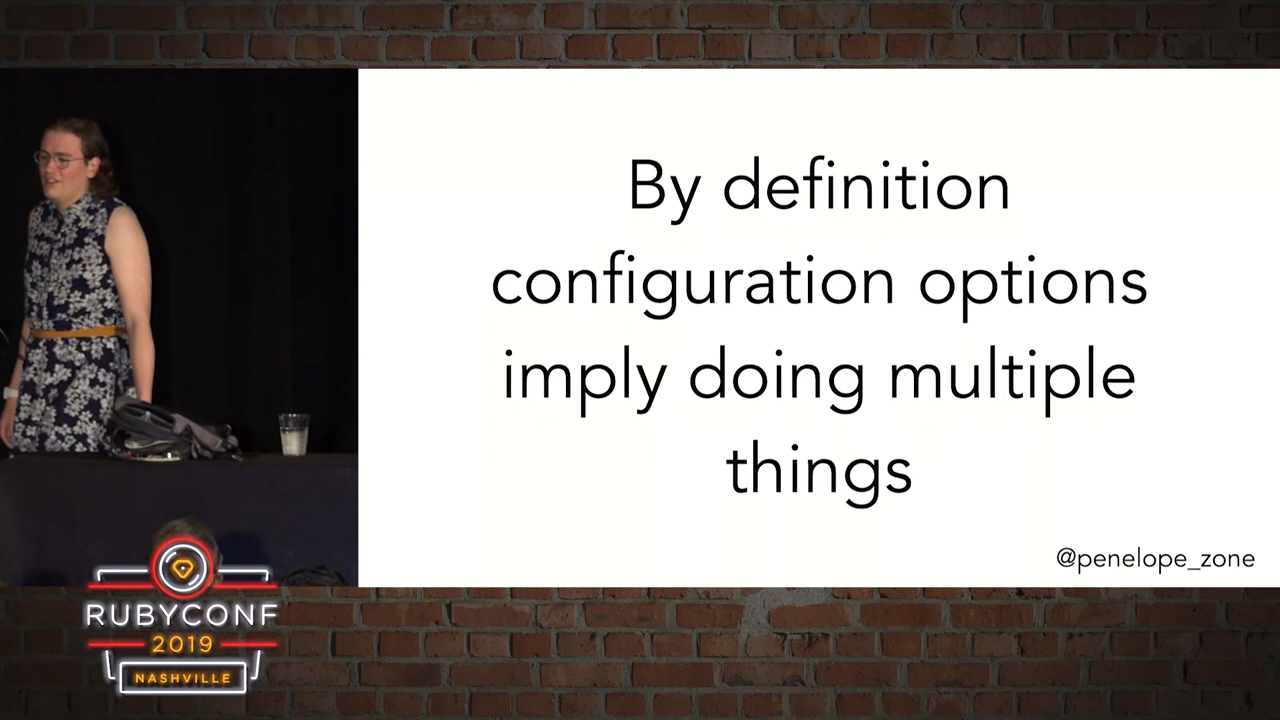 By definition
configuration options
imply doing multiple
things
@penelope_zone
RUBYCONF
2019
NASHVILLE